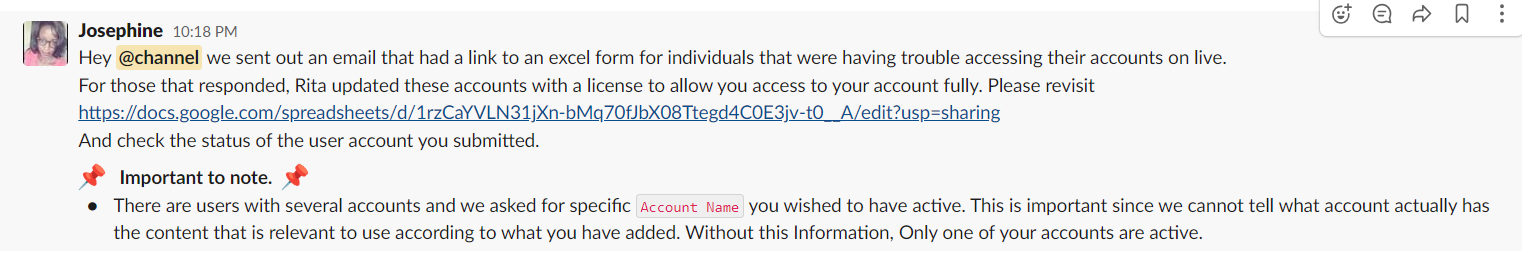 Josephine 10:18 PM
Hey @channel we sent out an email that had a link to an excel form for individuals that were having trouble accessing their accounts on live.
For those that responded, Rita updated these accounts with a license to allow you access to your account fully. Please revisit
https://docs.google.com/spreadsheets/d/1rzCaYVLN31jXn-bMq70fJbX08Ttegd4C0E3jv-t0__A/edit?usp=sharing
And check the status of the user account you submitted.
📌 Important to note. 📌
• There are users with several accounts and we asked for specific Account Name you wished to have active. This is important since we cannot tell what account actually has
the content that is relevant to use according to what you have added. Without this Information, Only one of your accounts are active.